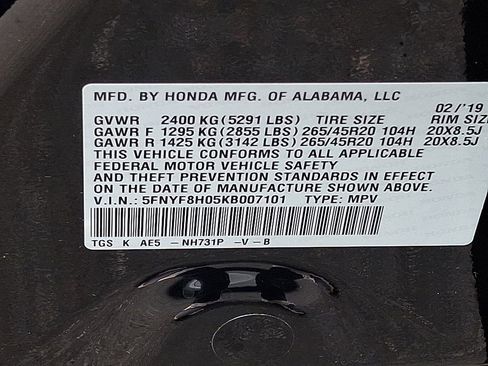 MFD. BY HONDA MFG. OF ALABAMA, LLC
02/'19
GVWR 2400 KG(5291 LBS) TIRE SIZE RIM SIZE
GAWR F 1295 KG(2855 LBS) 265/45R20 104H 20X8.5J
GAWR R 1425 KG(3142 LBS) 265/45R20 104H 20X8.5J
THIS VEHICLE CONFORMS TO ALL APPLICABLE
FEDERAL MOTOR VEHICLE SAFETY
AND THEFT PREVENTION STANDARDS IN EFFECT
ON THE DATE OF MANUFACTURE SHOWN ABOVE.
V.I.N.: 5FNYF8H05KB007101 TYPE: MPV
TGS K AE5 -NH731P -V-B